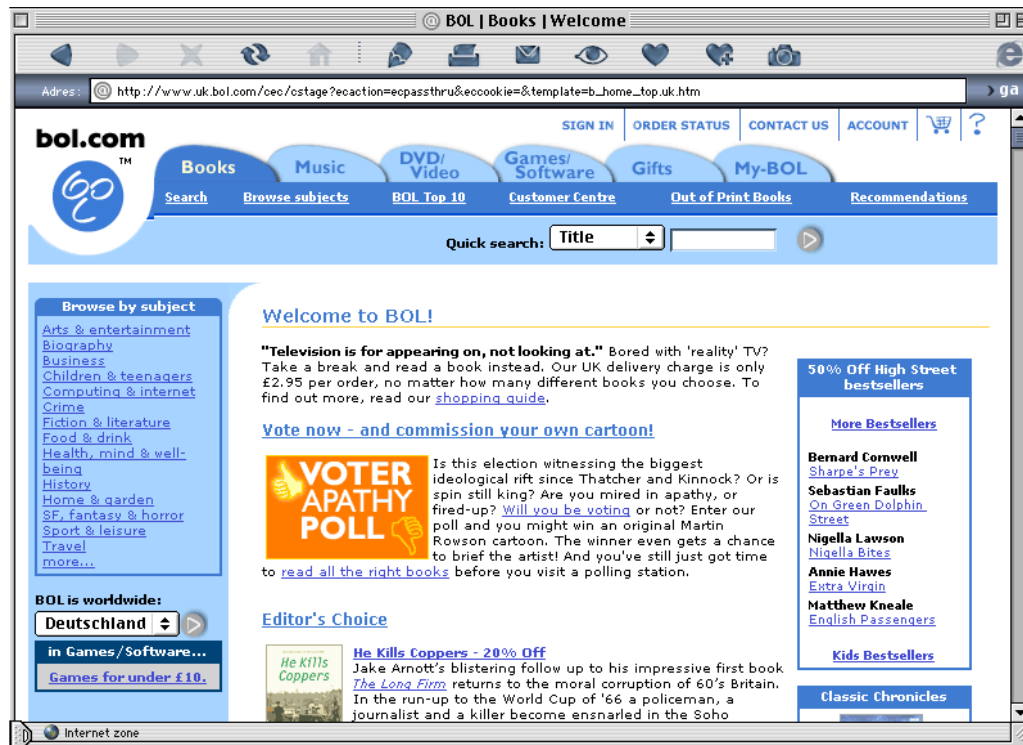 BOL | Books | Welcome
Adres:
http://www.uk.bol.com/cec/cstage?ecaction=ecpassthru&eccookie=&template=b_home_top.uk.htm
ga
bol.com
TM
bol
SIGN IN
ORDER STATUS
CONTACT US
ACCOUNT
?
Books
Music
DVD/
Video
Games/
Software
Gifts
My-BOL
Search
Browse subjects
BOL Top 10
Customer Centre
Out of Print Books
Recommendations
Quick search:
Title
Browse by subject
Arts & entertainment
Biography
Business
Children & teenagers
Computing & internet
Crime
Fiction & literature
Food & drink
Health, mind & well-
being
History
Home & garden
SF, fantasy & horror
Sport & leisure
Travel
more...
BOL is worldwide:
Deutschland
in Games/Software...
Games for under £10.
Welcome to BOL!
"Television is for appearing on, not looking at." Bored with 'reality' TV?
Take a break and read a book instead. Our UK delivery charge is only
£2.95 per order, no matter how many different books you choose. To
find out more, read our shopping guide.
Vote now - and commission your own cartoon!
VOTER
APATHY
POLL
Is this election witnessing the biggest
ideological rift since Thatcher and Kinnock? Or is
spin still king? Are you mired in apathy, or
fired-up? Will you be voting or not? Enter our
poll and you might win an original Martin
Rowson cartoon. The winner even gets a chance
to brief the artist! And you've still just got time
to read all the right books before you visit a polling station.
Editor's Choice
He Kills
Coppers
He Kills Coppers - 20% Off
Jake Arnott's blistering follow up to his impressive first book
The Long Firm returns to the moral corruption of 60's Britain.
In the run-up to the World Cup of '66 a policeman, a
journalist and a killer become ensnarled in the Soho
50% Off High Street
bestsellers
More Bestsellers
Bernard Cornwell
Sharpe's Prey
Sebastian Faulks
On Green Dolphin
Street
Nigella Lawson
Nigella Bites
Annie Hawes
Extra Virgin
Matthew Kneale
English Passengers
Kids Bestsellers
Classic Chronicles
Internet zone